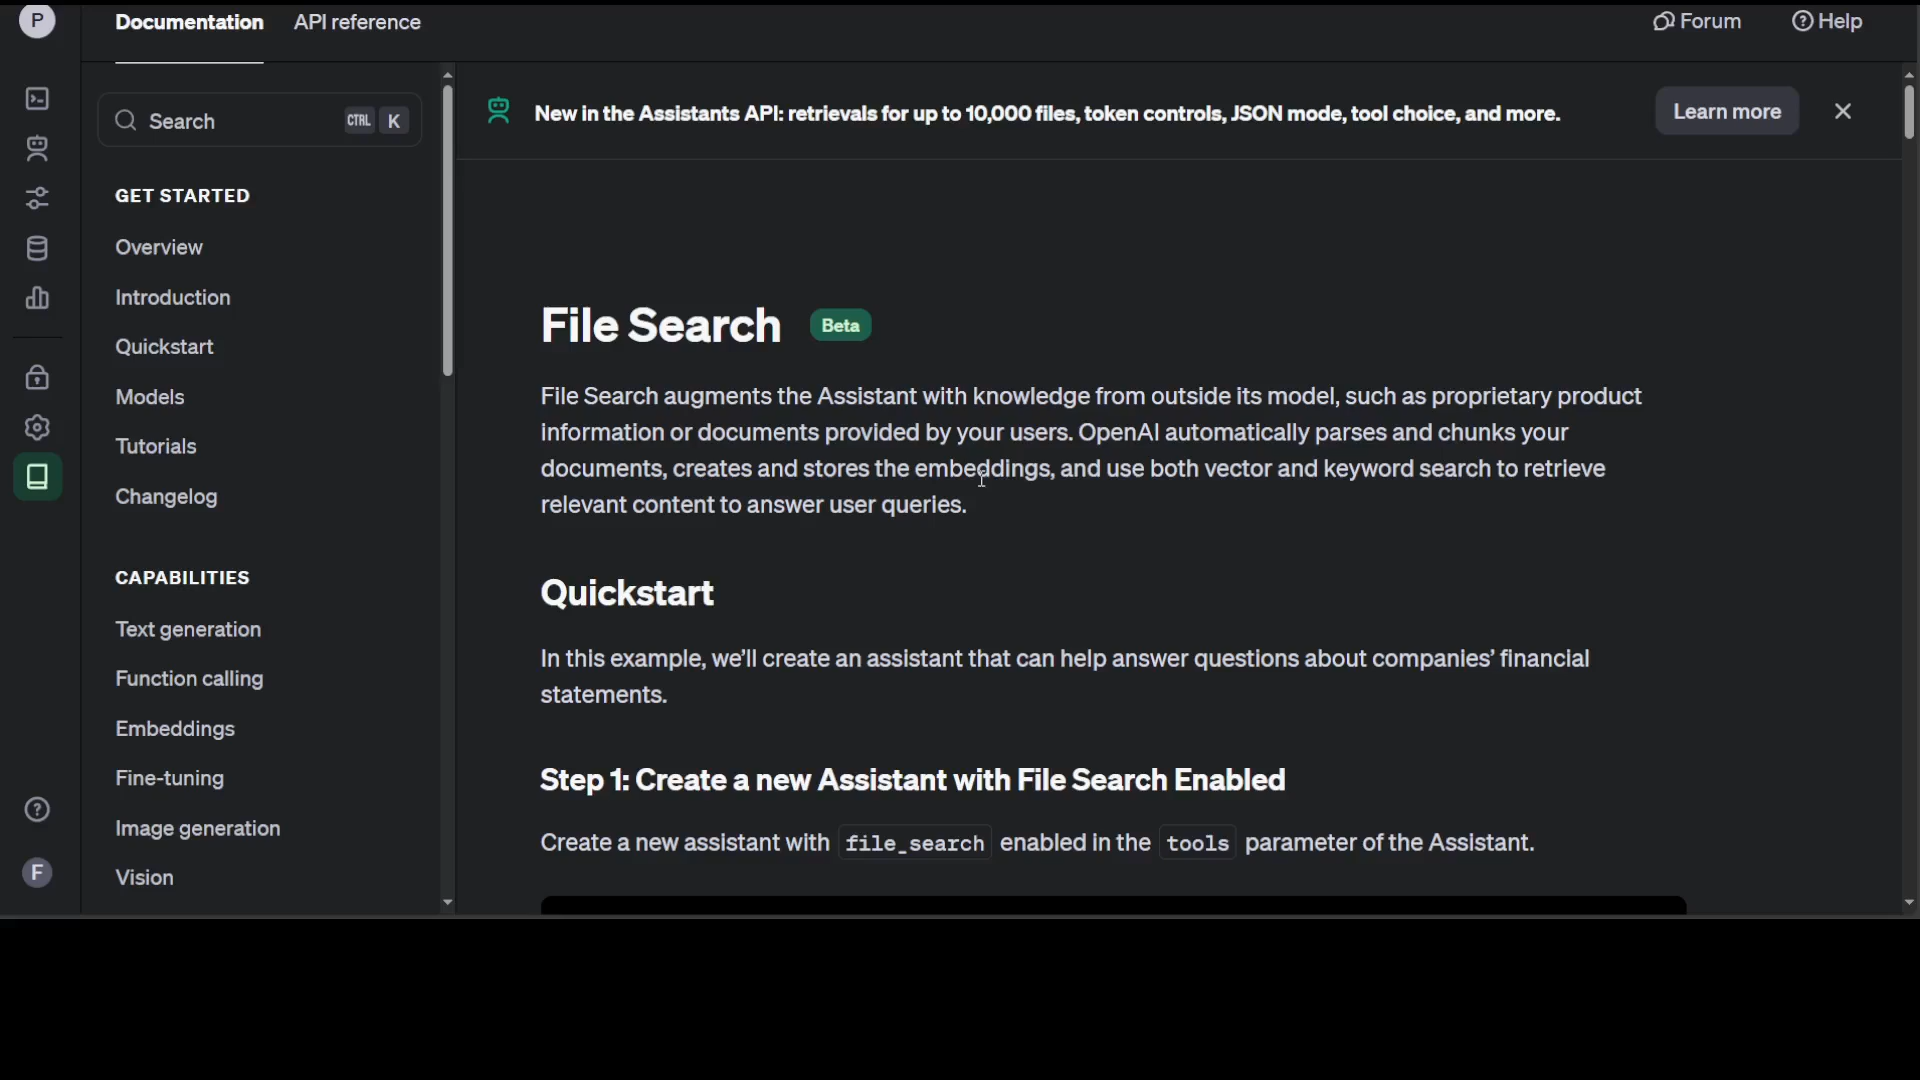 P
Documentation
API reference
Forum
Help
Search
CTRL
K
GET STARTED
Overview
Introduction
Quickstart
Models
Tutorials
Changelog
CAPABILITIES
Text generation
Function calling
Embeddings
Fine-tuning
Image generation
Vision
F
New in the Assistants API: retrievals for up to 10,000 files, token controls, JSON mode, tool choice, and more.
Learn more
File Search
Beta
File Search augments the Assistant with knowledge from outside its model, such as proprietary product
information or documents provided by your users. OpenAI automatically parses and chunks your
documents, creates and stores the embeddings, and use both vector and keyword search to retrieve
relevant content to answer user queries.
Quickstart
In this example, we’ll create an assistant that can help answer questions about companies’ financial
statements.
Step 1: Create a new Assistant with File Search Enabled
Create a new assistant with file_search enabled in the tools parameter of the Assistant.